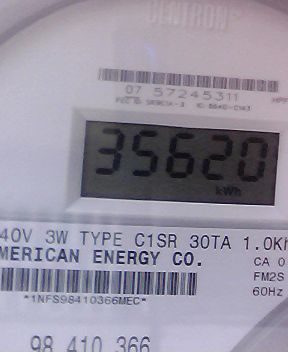 CENTRON®
07 57245311
35620
kWh
40V 3W TYPE C1SR 30TA 1.0Kh
MERICAN ENERGY CO.
CA 0
FM2S
60Hz
*1NFS98410366MEC*
98 410 366